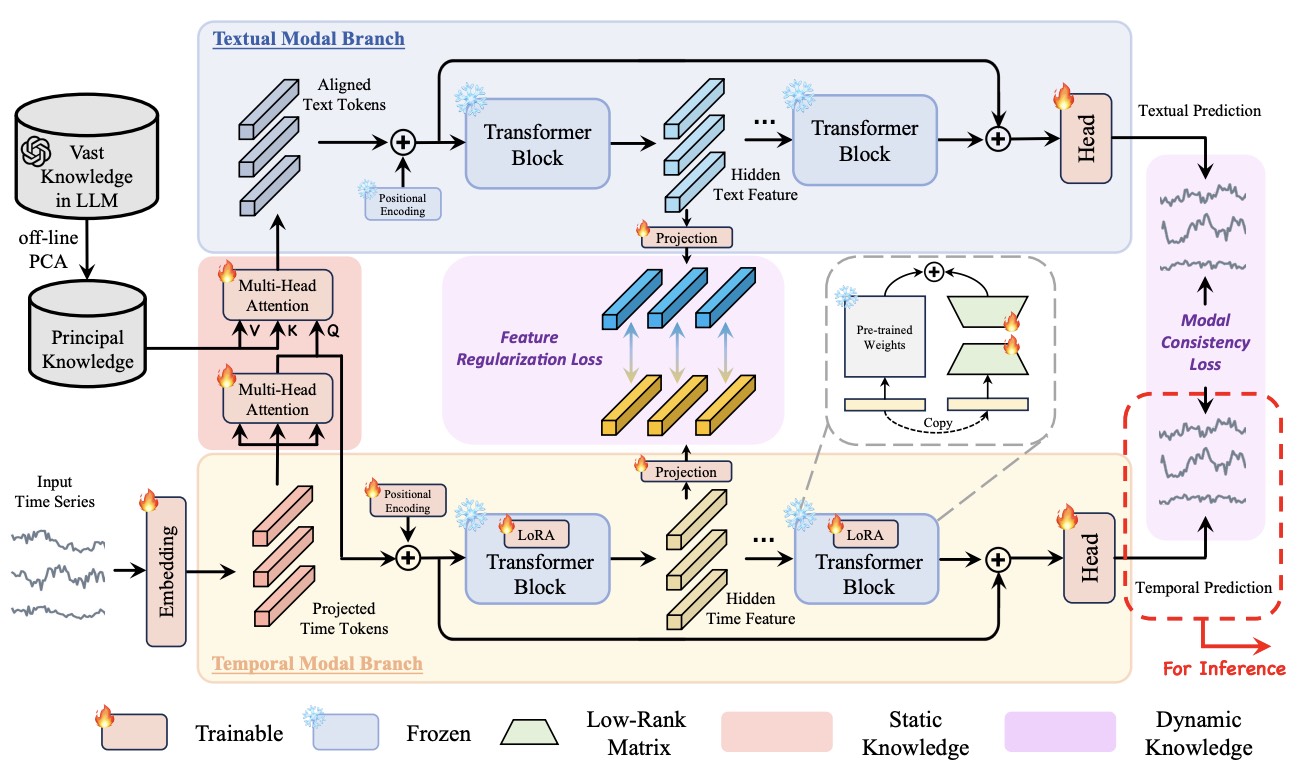 Textual Modal Branch
Aligned
Text Tokens
Transformer
Block
...
Transformer
Block
Head
Textual Prediction
Vast
Knowledge
in LLM
Positional
Encoding
Hidden
Text Feature
Projection
off-line
PCA
Principal
Knowledge
Multi-Head
Attention
V
K
Q
Multi-Head
Attention
Feature
Regularization Loss
Pre-trained
Weights
Copy
Modal
Consistency
Loss
Input
Time Series
Embedding
Projected
Time Tokens
Positional
Encoding
LoRA
Transformer
Block
Projection
Hidden
Time Feature
...
LoRA
Transformer
Block
Head
Temporal Prediction
Temporal Modal Branch
For Inference
Trainable
Frozen
Low-Rank
Matrix
Static
Knowledge
Dynamic
Knowledge